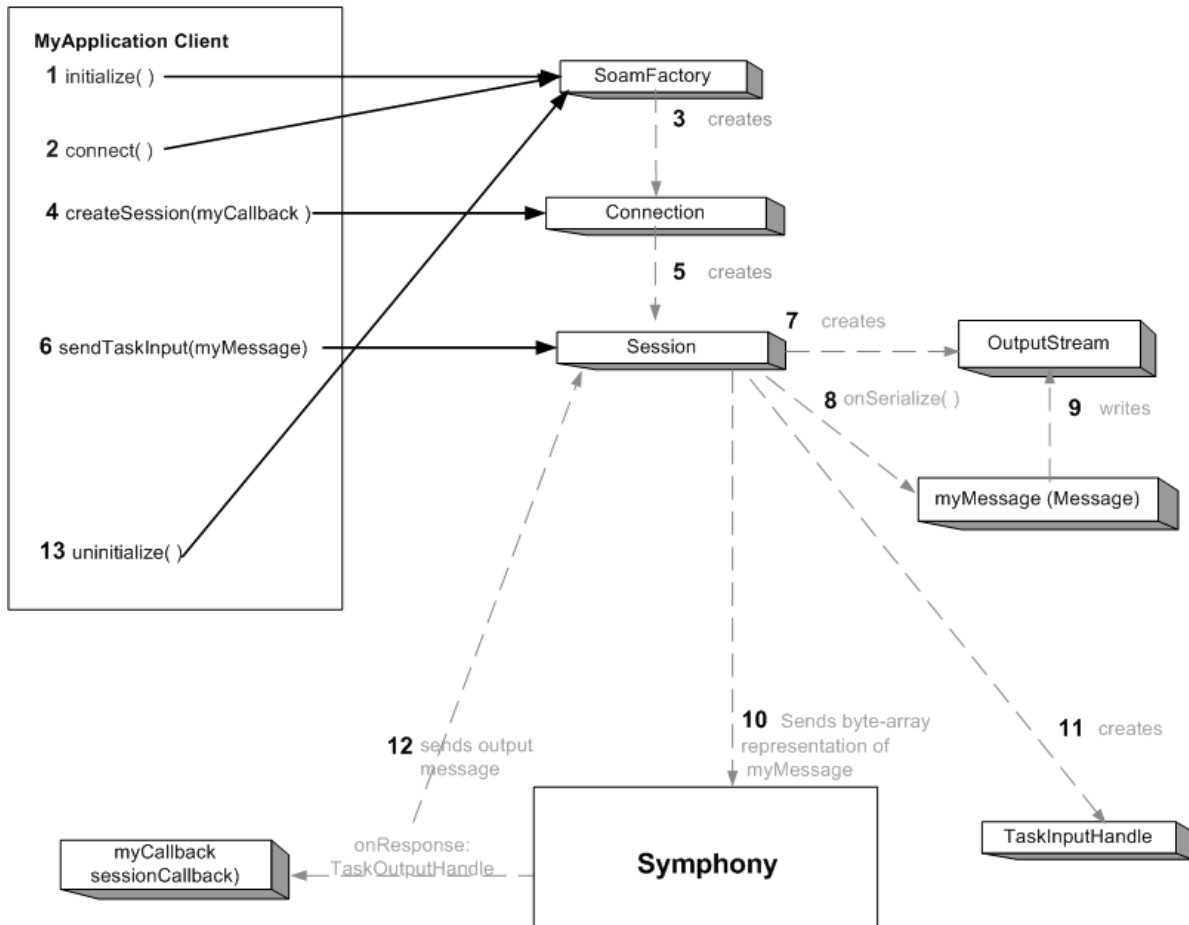 MyApplication Client
1 initialize( )
SoamFactory
3 creates
2 connect( )
4 createSession(myCallback )
Connection
5 creates
6 sendTaskInput(myMessage)
Session
7 creates
OutputStream
8 onSerialize( )
9 writes
myMessage (Message)
13 uninitialize( )
10 Sends byte-array
representation of
myMessage
11 creates
12 sends output
message
TaskInputHandle
onResponse:
TaskOutputHandle
myCallback
sessionCallback)
Symphony